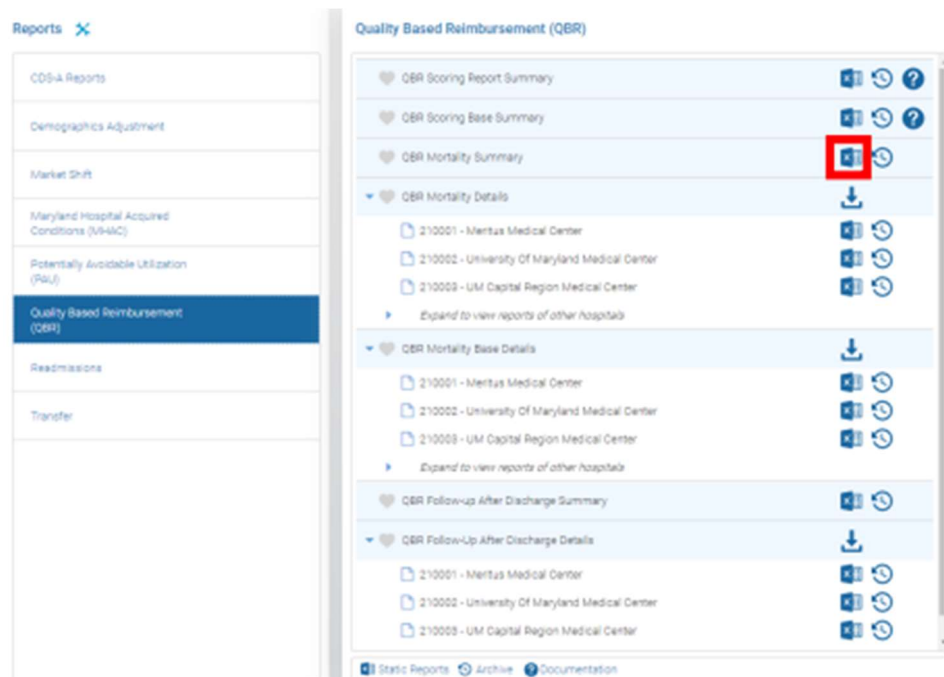 Reports
CDS-A Reports
Demographics Adjustment
Market Shift
Maryland Hospital Acquired
Conditions (MHAC)
Potentially Avoidable Utilization
(PAU)
Quality Based Reimbursement
(QBR)
Readmissions
Transfer
Quality Based Reimbursement (QBR)
QBR Scoring Report Summary
QBR Scoring Base Summary
QBR Mortality Summary
QBR Mortality Details
210001 - Meritus Medical Center
210002 - University Of Maryland Medical Center
210003 - UM Capital Region Medical Center
Expand to view reports of other hospitals
QBR Mortality Base Details
210001 - Meritus Medical Center
210002 - University Of Maryland Medical Center
210003 - UM Capital Region Medical Center
Expand to view reports of other hospitals
QBR Follow-up After Discharge Summary
QBR Follow-Up After Discharge Details
210001 - Meritus Medical Center
210002 - University Of Maryland Medical Center
210003 - UM Capital Region Medical Center
Static Reports Archive Documentation